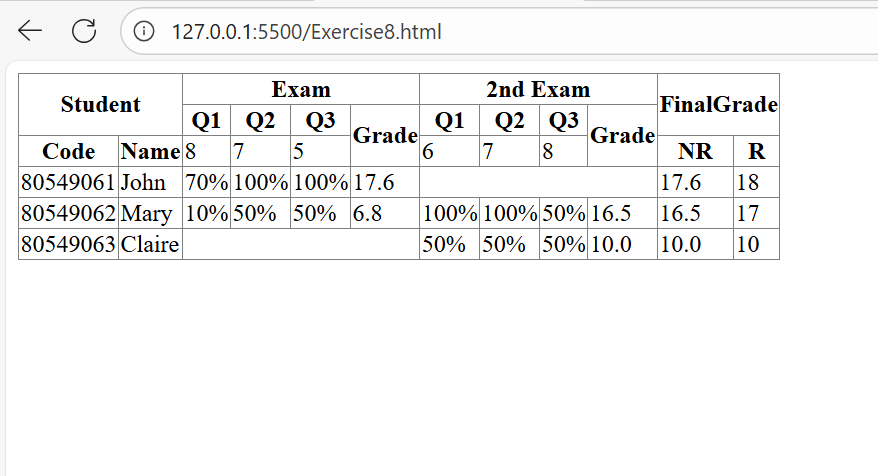 127.0.0.1:5500/Exercise8.html
Student Exam 2nd Exam FinalGrade
Q1 Q2 Q3 Grade Q1 Q2 Q3 Grade
Code Name 8 7 5 6 7 8 NR R
80549061 John 70% 100% 100% 17.6 17.6 18
80549062 Mary 10% 50% 50% 6.8 100% 100% 50% 16.5 16.5 17
80549063 Claire 50% 50% 50% 10.0 10.0 10